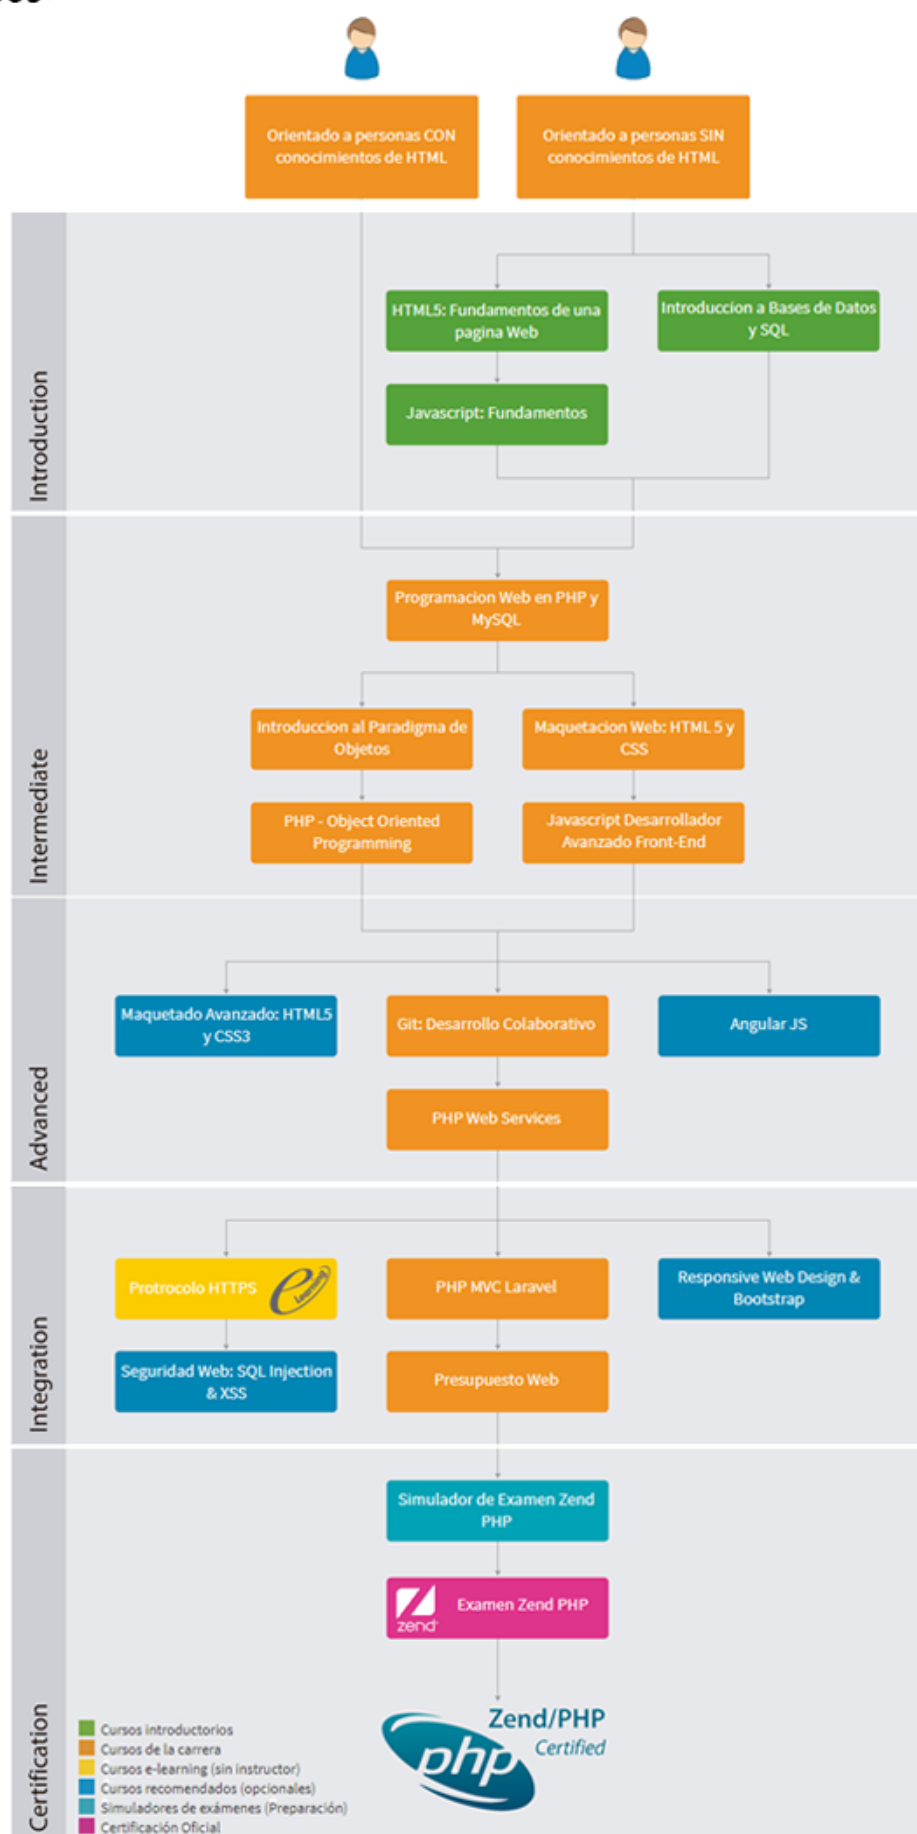 Orientado a personas CON
conocimientos de HTML
Orientado a personas SIN
conocimientos de HTML
Introduction
HTML5: Fundamentos de una
pagina Web
Introduccion a Bases de Datos
y SQL
Javascript: Fundamentos
Intermediate
Programacion Web en PHP y
MySQL
Introduccion al Paradigma de
Objetos
Maquetacion Web: HTML 5 y
CSS
PHP - Object Oriented
Programming
Javascript Desarrollador
Avanzado Front-End
Advanced
Maquetado Avanzado: HTML5
y CSS3
Git: Desarrollo Colaborativo
Angular JS
PHP Web Services
Integration
Protrocolo HTTPS
e Learning
PHP MVC Laravel
Responsive Web Design &
Bootstrap
Seguridad Web: SQL Injection
& XSS
Presupuesto Web
Certification
Simulador de Examen Zend
PHP
zend
Examen Zend PHP
Zend/PHP
Certified
php
Cursos introductorios
Cursos de la carrera
Cursos e-learning (sin instructor)
Cursos recomendados (opcionales)
Simuladores de exámenes (Preparación)
Certificación Oficial